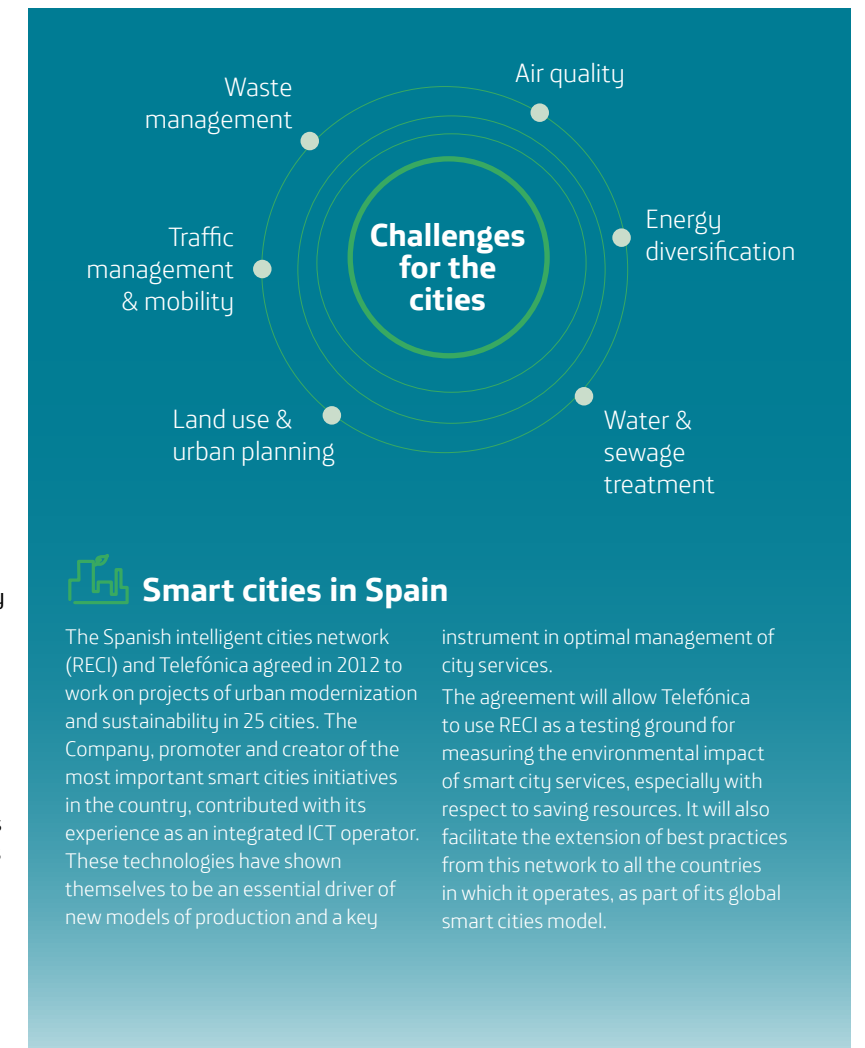 Waste
management
Air quality
Traffic
management
& mobility
Challenges
for the
cities
Energy
diversification
Land use &
urban planning
Water &
sewage
treatment
Smart cities in Spain
The Spanish intelligent cities network
(RECI) and Telefónica agreed in 2012 to
work on projects of urban modernization
and sustainability in 25 cities. The
Company, promoter and creator of the
most important smart cities initiatives
in the country, contributed with its
experience as an integrated ICT operator.
These technologies have shown
themselves to be an essential driver of
new models of production and a key
instrument in optimal management of
city services.
The agreement will allow Telefónica
to use RECI as a testing ground for
measuring the environmental impact
of smart city services, especially with
respect to saving resources. It will also
facilitate the extension of best practices
from this network to all the countries
in which it operates, as part of its global
smart cities model.